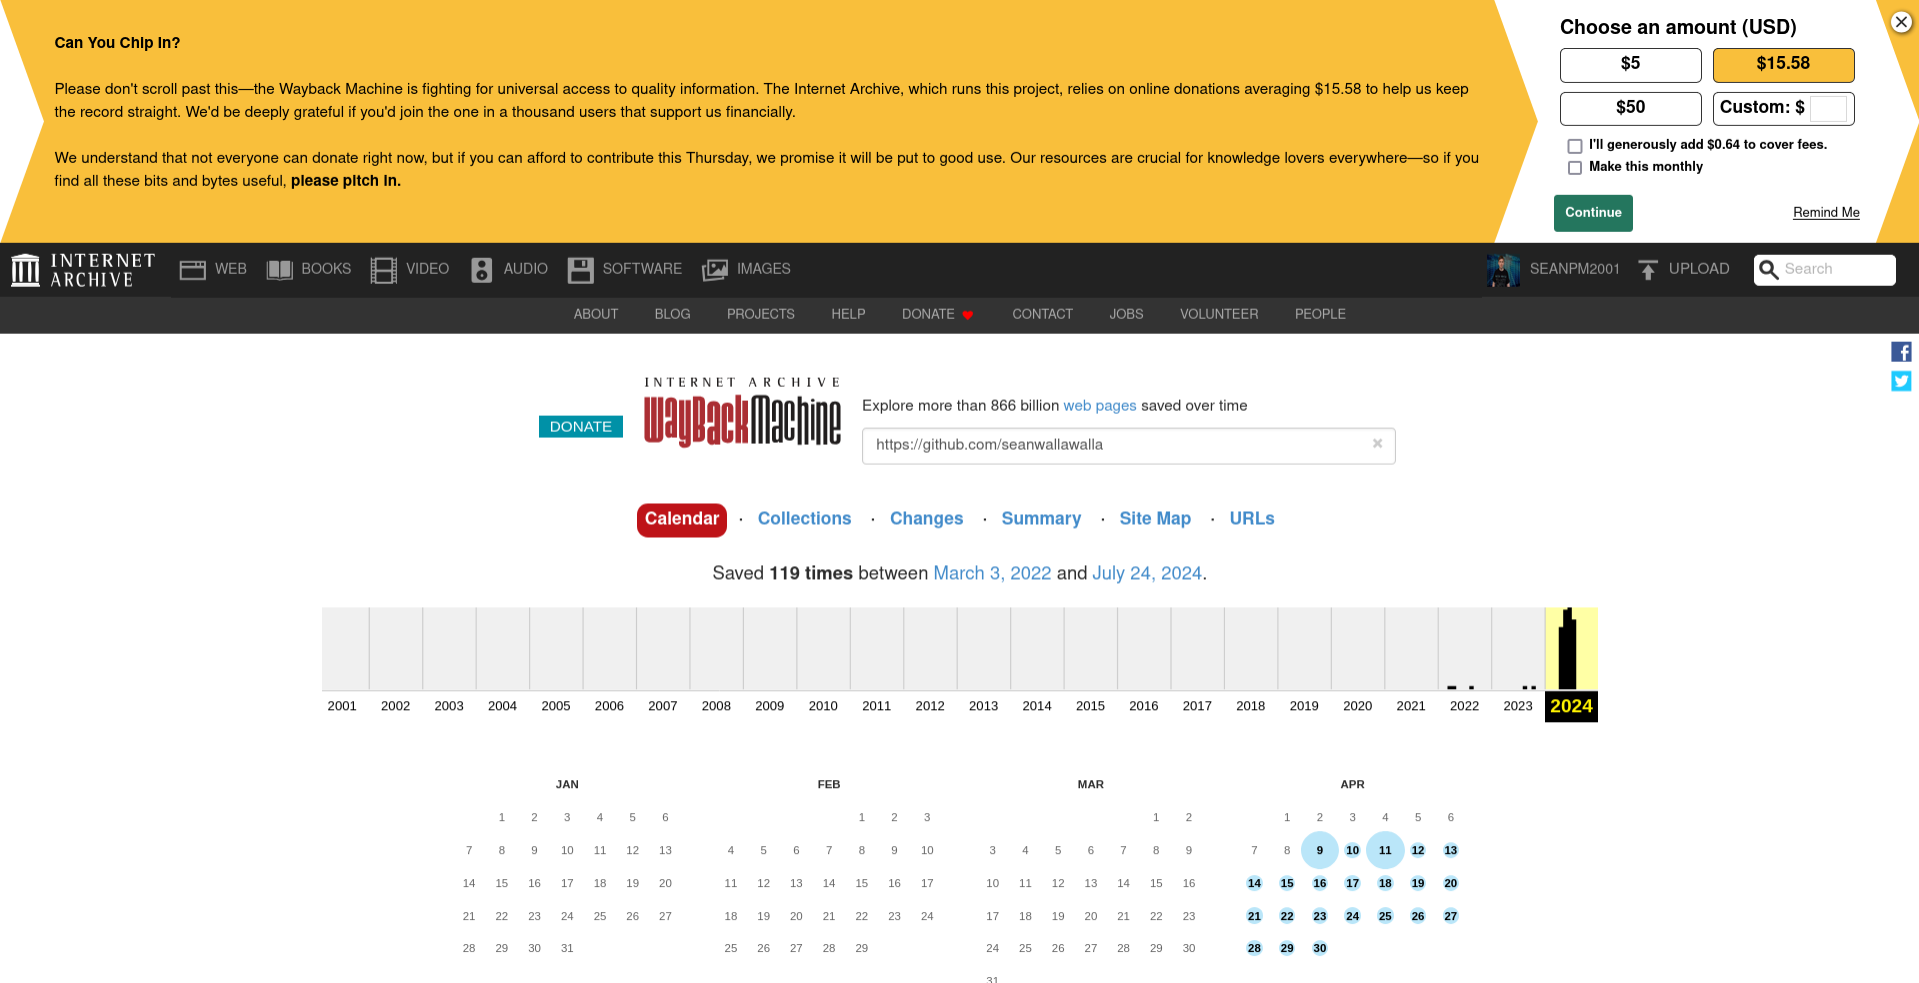 Can You Chip In?
Please don't scroll past this—the Wayback Machine is fighting for universal access to quality information. The Internet Archive, which runs this project, relies on online donations averaging $15.58 to help us keep
the record straight. We'd be deeply grateful if you'd join the one in a thousand users that support us financially.
We understand that not everyone can donate right now, but if you can afford to contribute this Thursday, we promise it will be put to good use. Our resources are crucial for knowledge lovers everywhere—so if you
find all these bits and bytes useful, please pitch in.
Choose an amount (USD)
$5 $15.58
$50 Custom: $
I'll generously add $0.64 to cover fees.
Make this monthly
Continue Remind Me
INTERNET
ARCHIVE
WEB BOOKS VIDEO AUDIO SOFTWARE IMAGES SEANPM2001 UPLOAD Search
ABOUT BLOG PROJECTS HELP DONATE CONTACT JOBS VOLUNTEER PEOPLE
DONATE
INTERNET ARCHIVE
WayBackMachine
Explore more than 866 billion web pages saved over time
https://github.com/seanwallawalla
Calendar · Collections · Changes · Summary · Site Map · URLs
Saved 119 times between March 3, 2022 and July 24, 2024.
2001 2002 2003 2004 2005 2006 2007 2008 2009 2010 2011 2012 2013 2014 2015 2016 2017 2018 2019 2020 2021 2022 2023 2024
JAN
1 2 3 4 5 6
7 8 9 10 11 12 13
14 15 16 17 18 19 20
21 22 23 24 25 26 27
28 29 30 31
FEB
1 2 3
4 5 6 7 8 9 10
11 12 13 14 15 16 17
18 19 20 21 22 23 24
25 26 27 28 29
MAR
1 2
3 4 5 6 7 8 9
10 11 12 13 14 15 16
17 18 19 20 21 22 23
24 25 26 27 28 29 30
31
APR
1 2 3 4 5 6
7 8 9 10 11 12 13
14 15 16 17 18 19 20
21 22 23 24 25 26 27
28 29 30